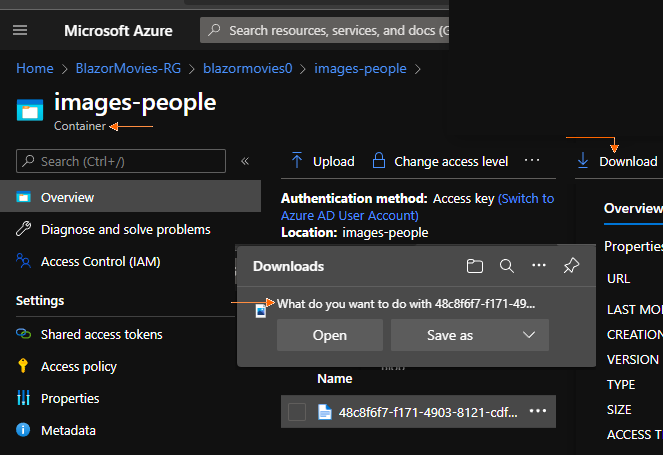 Microsoft Azure
Search resources, services, and docs (G
Home > BlazorMovies-RG > blazormovies0 > images-people >
images-people
Container
Search (Ctrl+/)
«
Overview
Diagnose and solve problems
Access Control (IAM)
Settings
Shared access tokens
Access policy
Properties
Metadata
Upload
Change access level
...
Authentication method: Access key (Switch to
Azure AD User Account)
Location: images-people
Downloads
...
What do you want to do with 48c8f6f7-f171-49...
Open
Save as
Name
48c8f6f7-f171-4903-8121-cdf...
...
Download
Overview
Properties
URL
LAST MO
CREATION
VERSION
TYPE
SIZE
ACCESS T